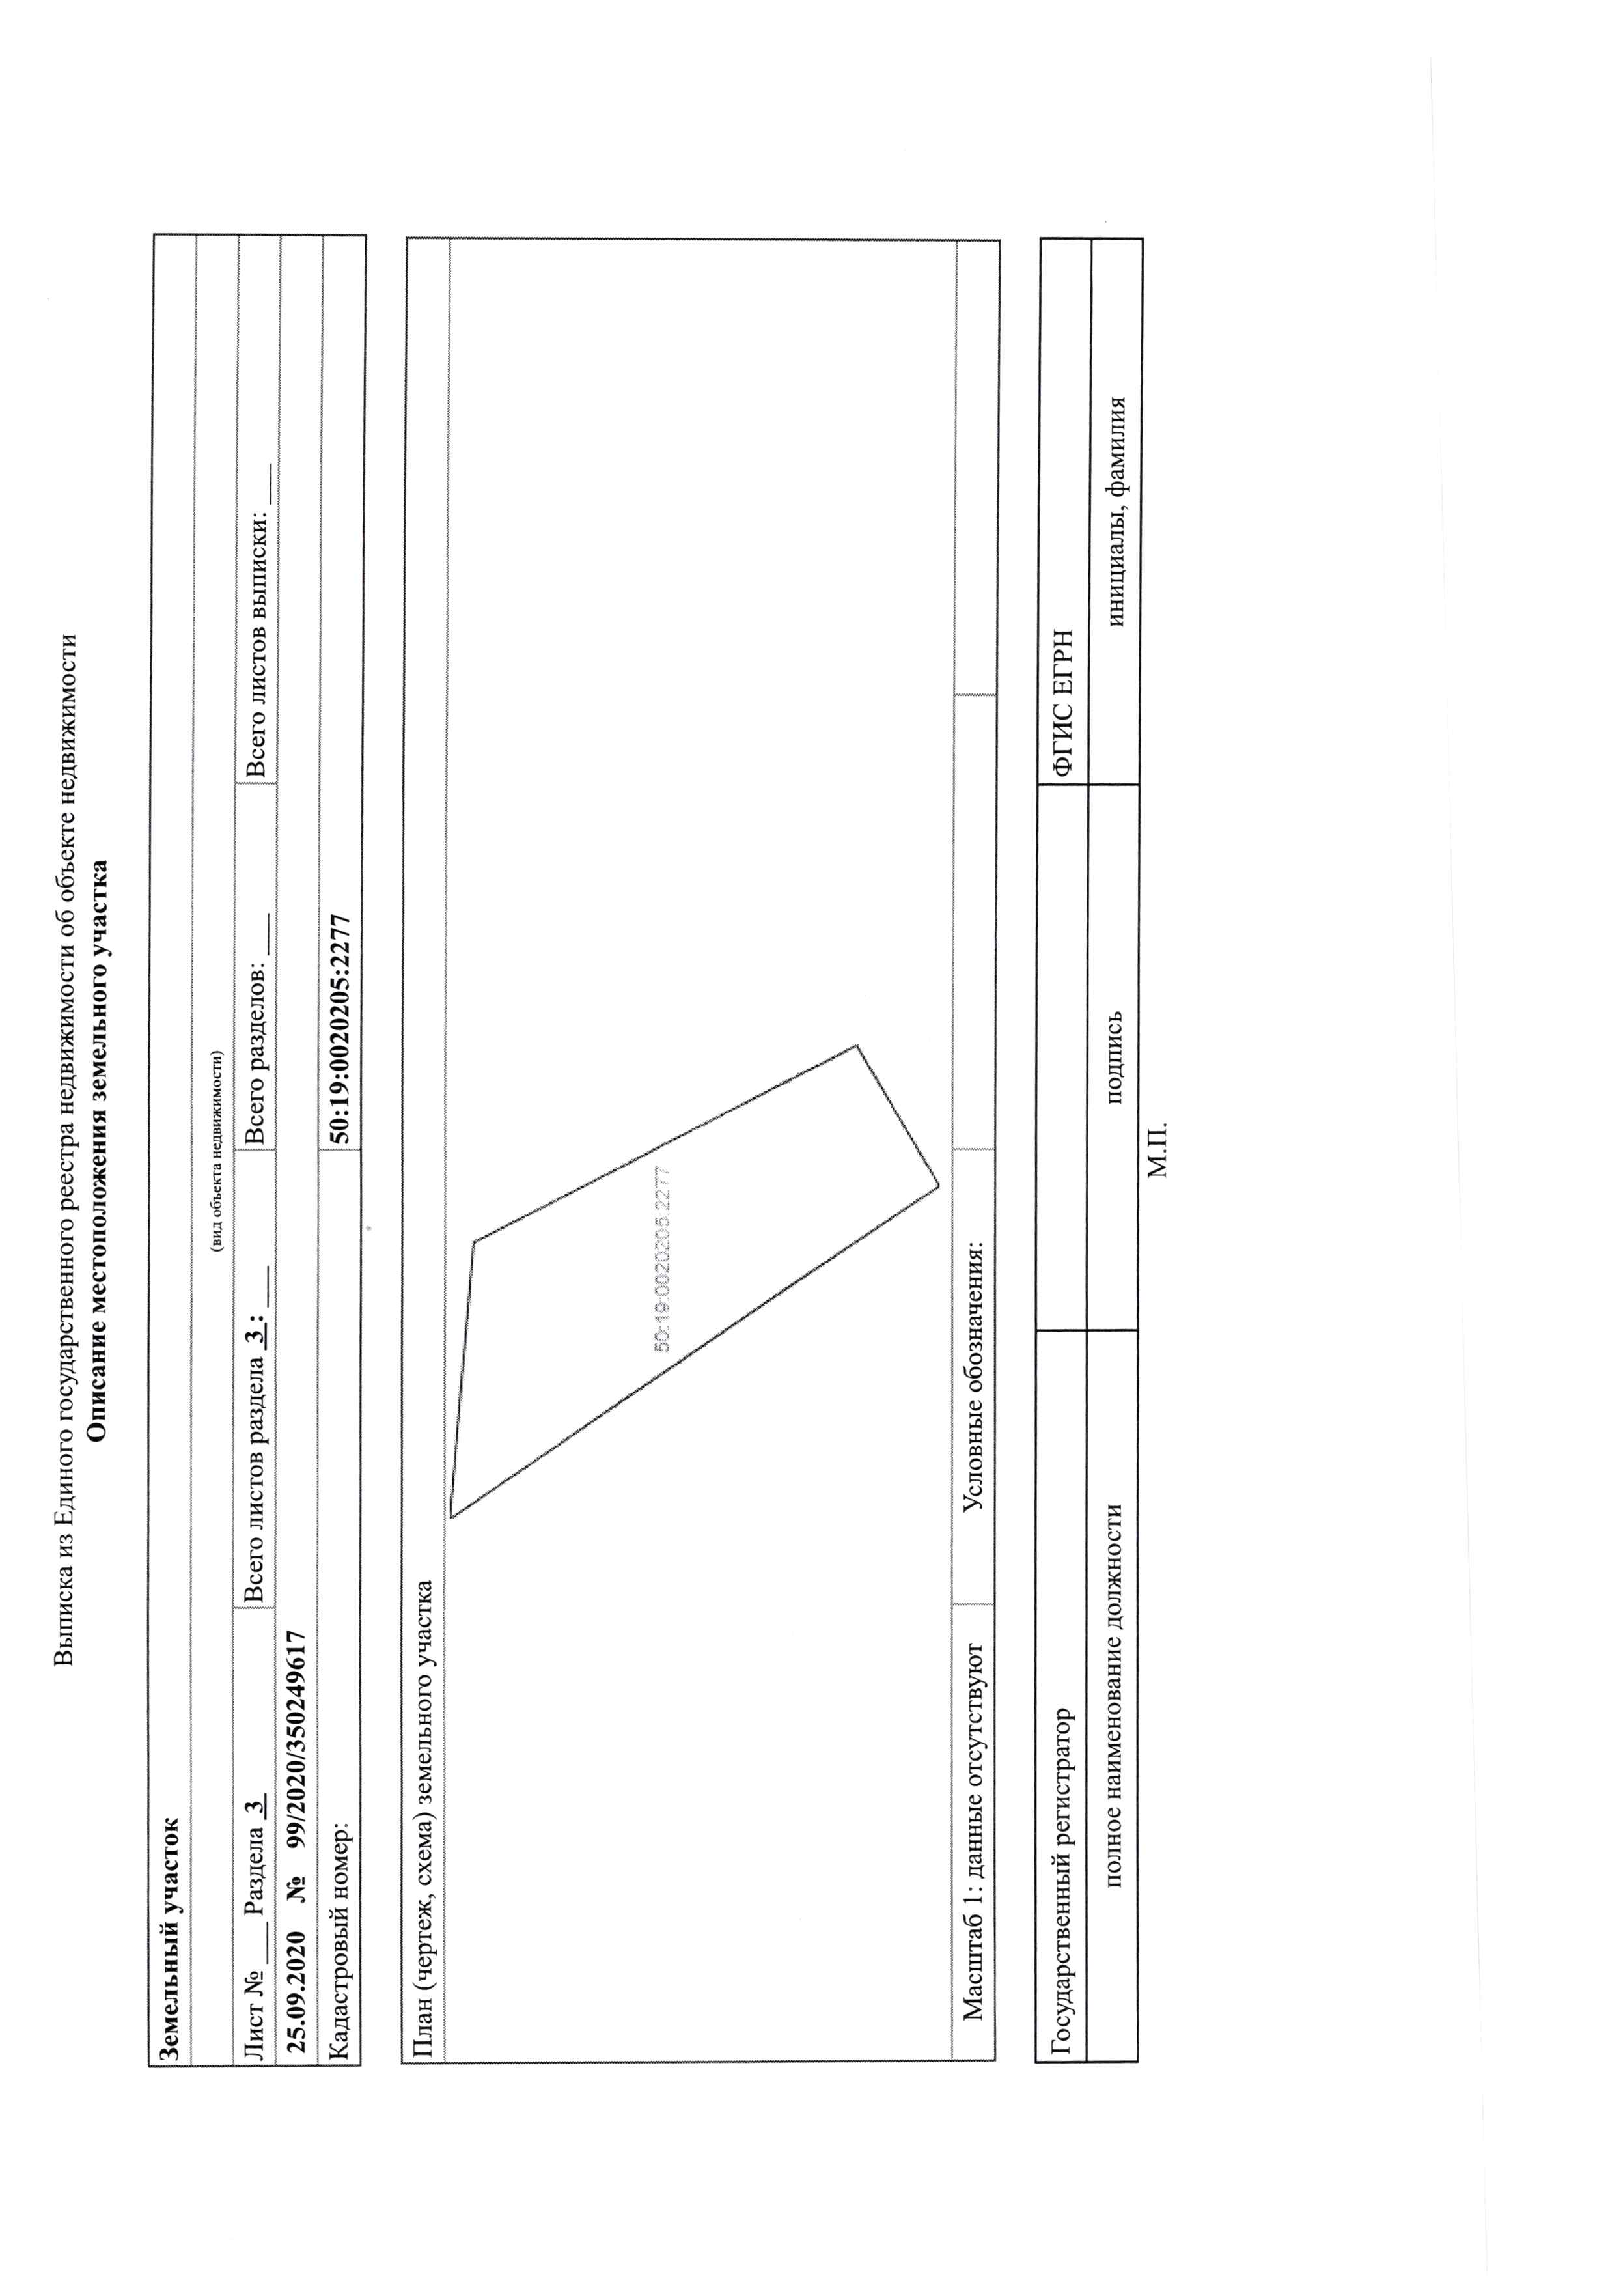 Выписка из Единого государственного реестра недвижимости об объекте недвижимости
Описание местоположения земельного участка
Земельный участок
(вид объекта недвижимости)
Лист № ___ Раздела 3 Всего листов раздела 3 : ___ Всего разделов: ___ Всего листов выписки: ___
25.09.2020 № 99/2020/350249617
Кадастровый номер: 50:19:0020205:2277
План (чертеж, схема) земельного участка
50:19:0020205:2277
Масштаб 1: данные отсутствуют Условные обозначения:
Государственный регистратор ФГИС ЕГРН
полное наименование должности подпись инициалы, фамилия
М.П.